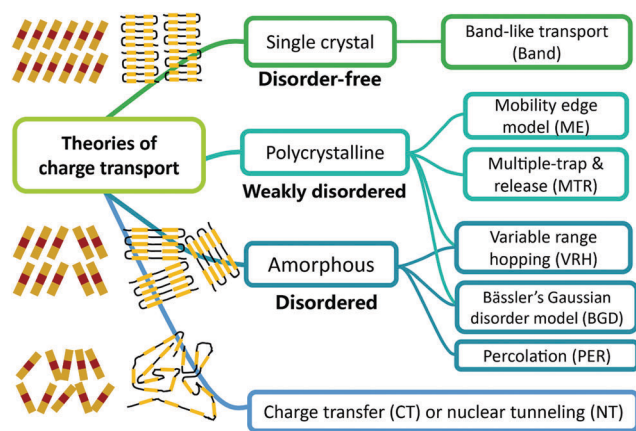 Single crystal
Disorder-free
Band-like transport
(Band)
Theories of
charge transport
Polycrystalline
Weakly disordered
Mobility edge
model (ME)
Multiple-trap &
release (MTR)
Amorphous
Disordered
Variable range
hopping (VRH)
Bässler's Gaussian
disorder model (BGD)
Percolation (PER)
Charge transfer (CT) or nuclear tunneling (NT)